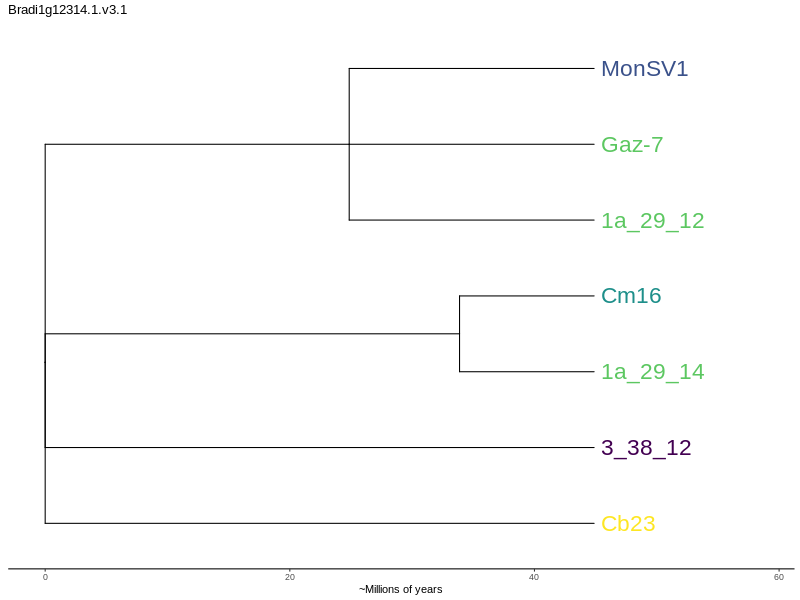 Bradi1g12314.1.v3.1
MonSV1
Gaz-7
1a_29_12
Cm16
1a_29_14
3_38_12
Cb23
0 20 40 60
~Millions of years